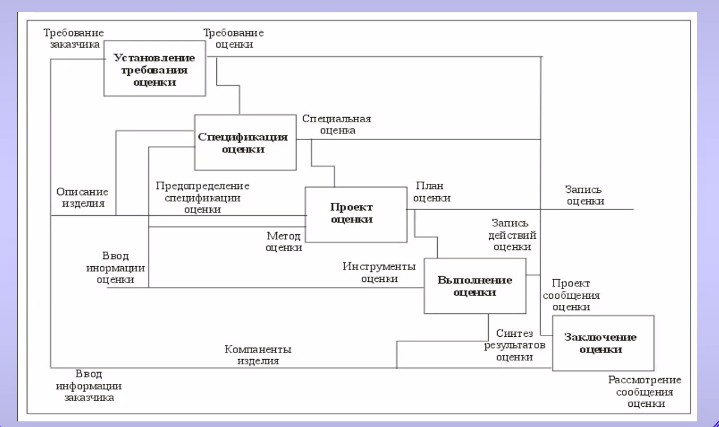 Требование
заказчика
Требование
оценки
Установление
требования
оценки
Специальная
оценка
Спецификация
оценки
Описание
изделия
Предопределение
спецификации
оценки
План
оценки
Запись
оценки
Проект
оценки
Метод
оценки
Запись
действий
оценки
Ввод
инормации
оценки
Инструменты
оценки
Выполнение
оценки
Проект
сообщения
оценки
Синтез
результатов
оценки
Заключение
оценки
Компаненты
изделия
Ввод
информации
заказчика
Рассмотрение
сообщения
оценки